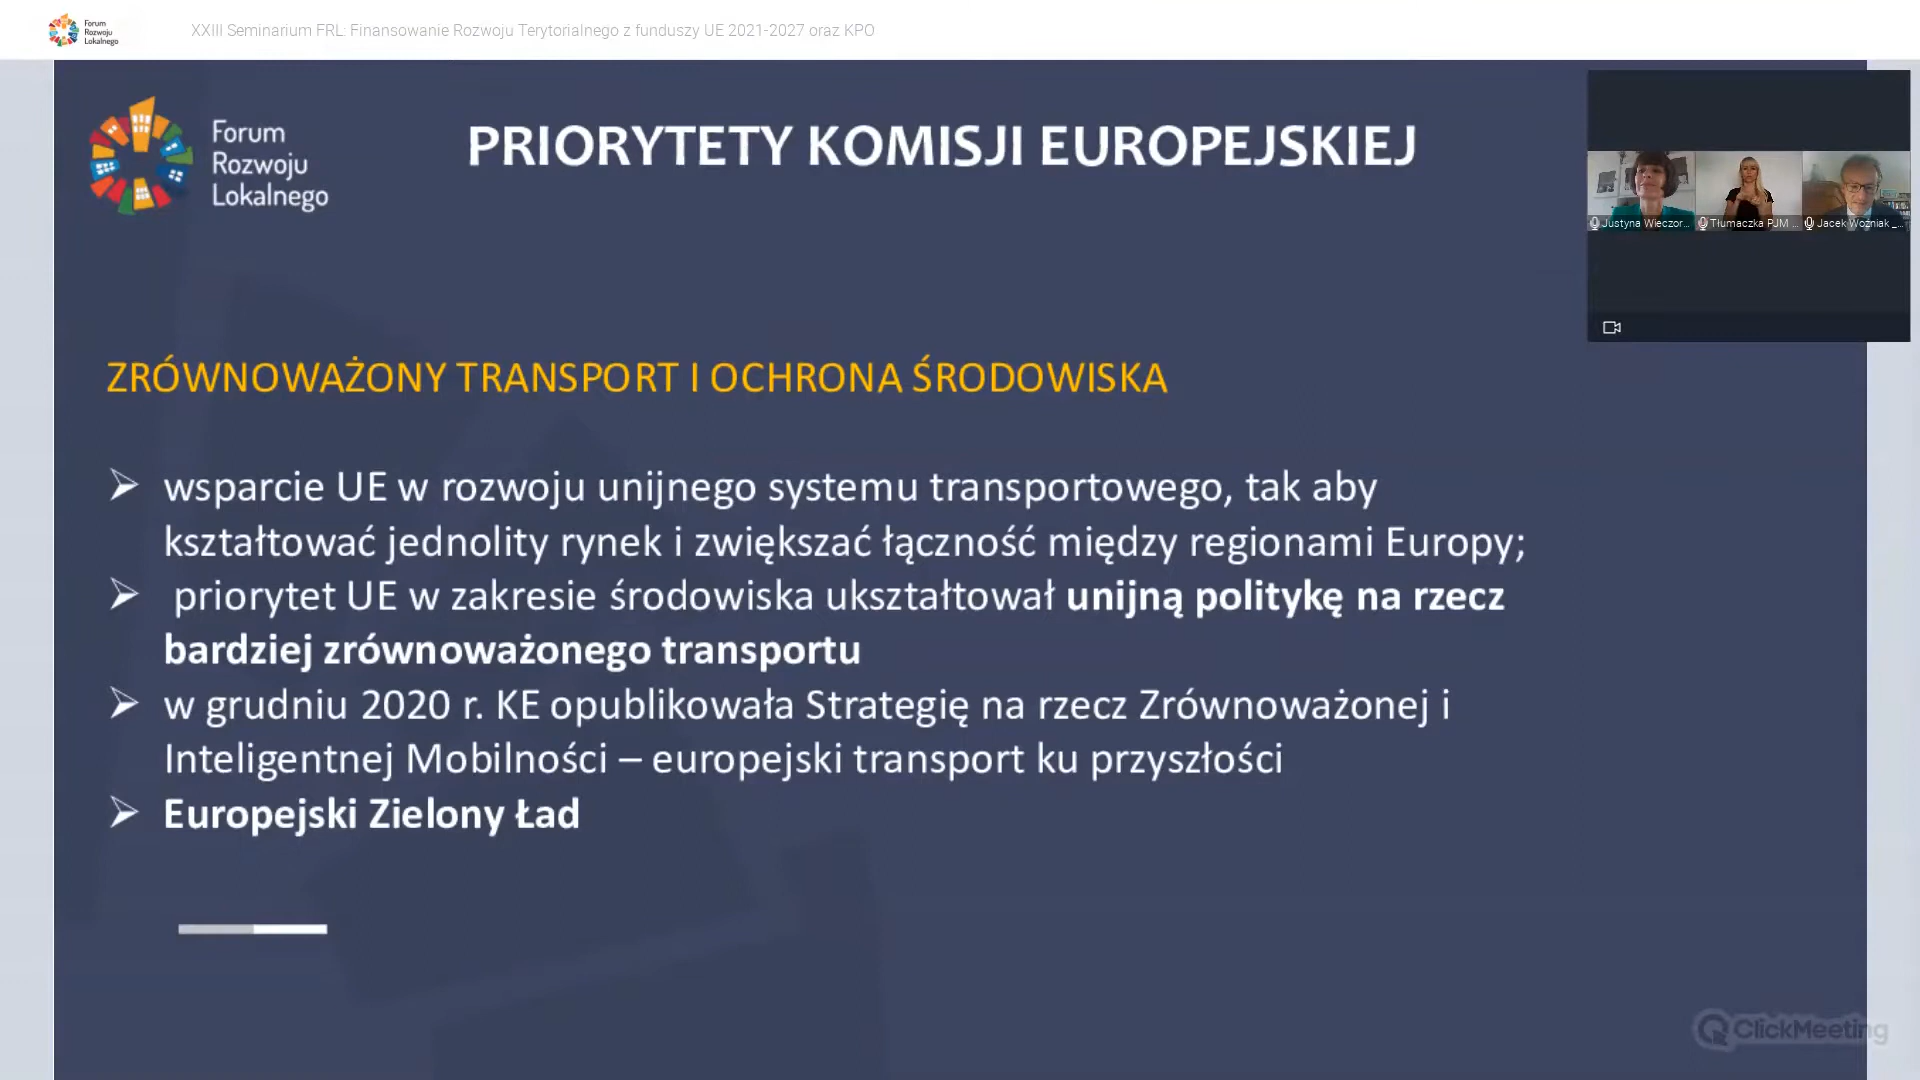 Forum
Rozwoju
Lokalnego
XXIII Seminarium FRL: Finansowanie Rozwoju Terytorialnego z funduszy UE 2021-2027 oraz KPO
Forum
Rozwoju
Lokalnego
PRIORYTETY KOMISJI EUROPEJSKIEJ
Justyna Wieczor...
Tłumaczka PJM ...
Jacek Woźniak _...
ZRÓWNOWAŻONY TRANSPORT I OCHRONA ŚRODOWISKA
➢ wsparcie UE w rozwoju unijnego systemu transportowego, tak aby
kształtować jednolity rynek i zwiększać łączność między regionami Europy;
➢ priorytet UE w zakresie środowiska ukształtował unijną politykę na rzecz
bardziej zrównoważonego transportu
➢ w grudniu 2020 r. KE opublikowała Strategię na rzecz Zrównoważonej i
Inteligentnej Mobilności – europejski transport ku przyszłości
➢ Europejski Zielony Ład
ClickMeeting